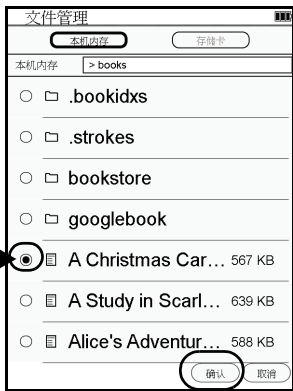 文件管理
本机内存 存储卡
本机内存 > books
.bookidxs
.strokes
bookstore
googlebook
A Christmas Car... 567 KB
A Study in Scarl... 639 KB
Alice's Adventur... 588 KB
确认 取消